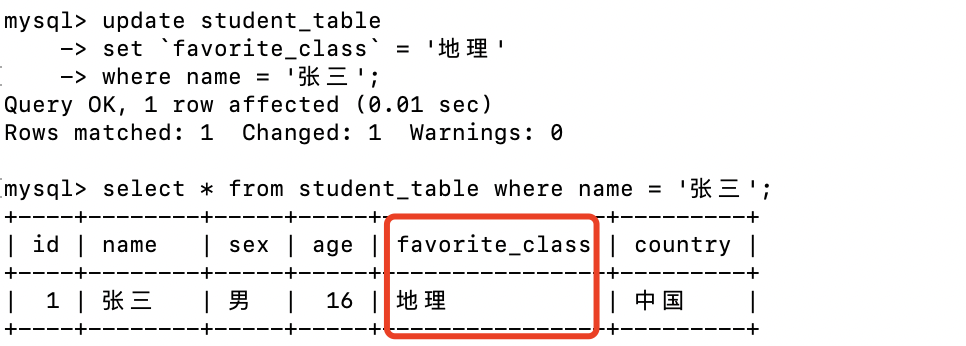 mysql> update student_table
    -> set `favorite_class` = '地理'
    -> where name = '张三';
Query OK, 1 row affected (0.01 sec)
Rows matched: 1  Changed: 1  Warnings: 0
mysql> select * from student_table where name = '张三';
+----+--------+-----+-----+----------------+---------+
| id | name   | sex | age | favorite_class | country |
+----+--------+-----+-----+----------------+---------+
|  1 | 张三   | 男  |  16 | 地理           | 中国    |
+----+--------+-----+-----+----------------+---------+